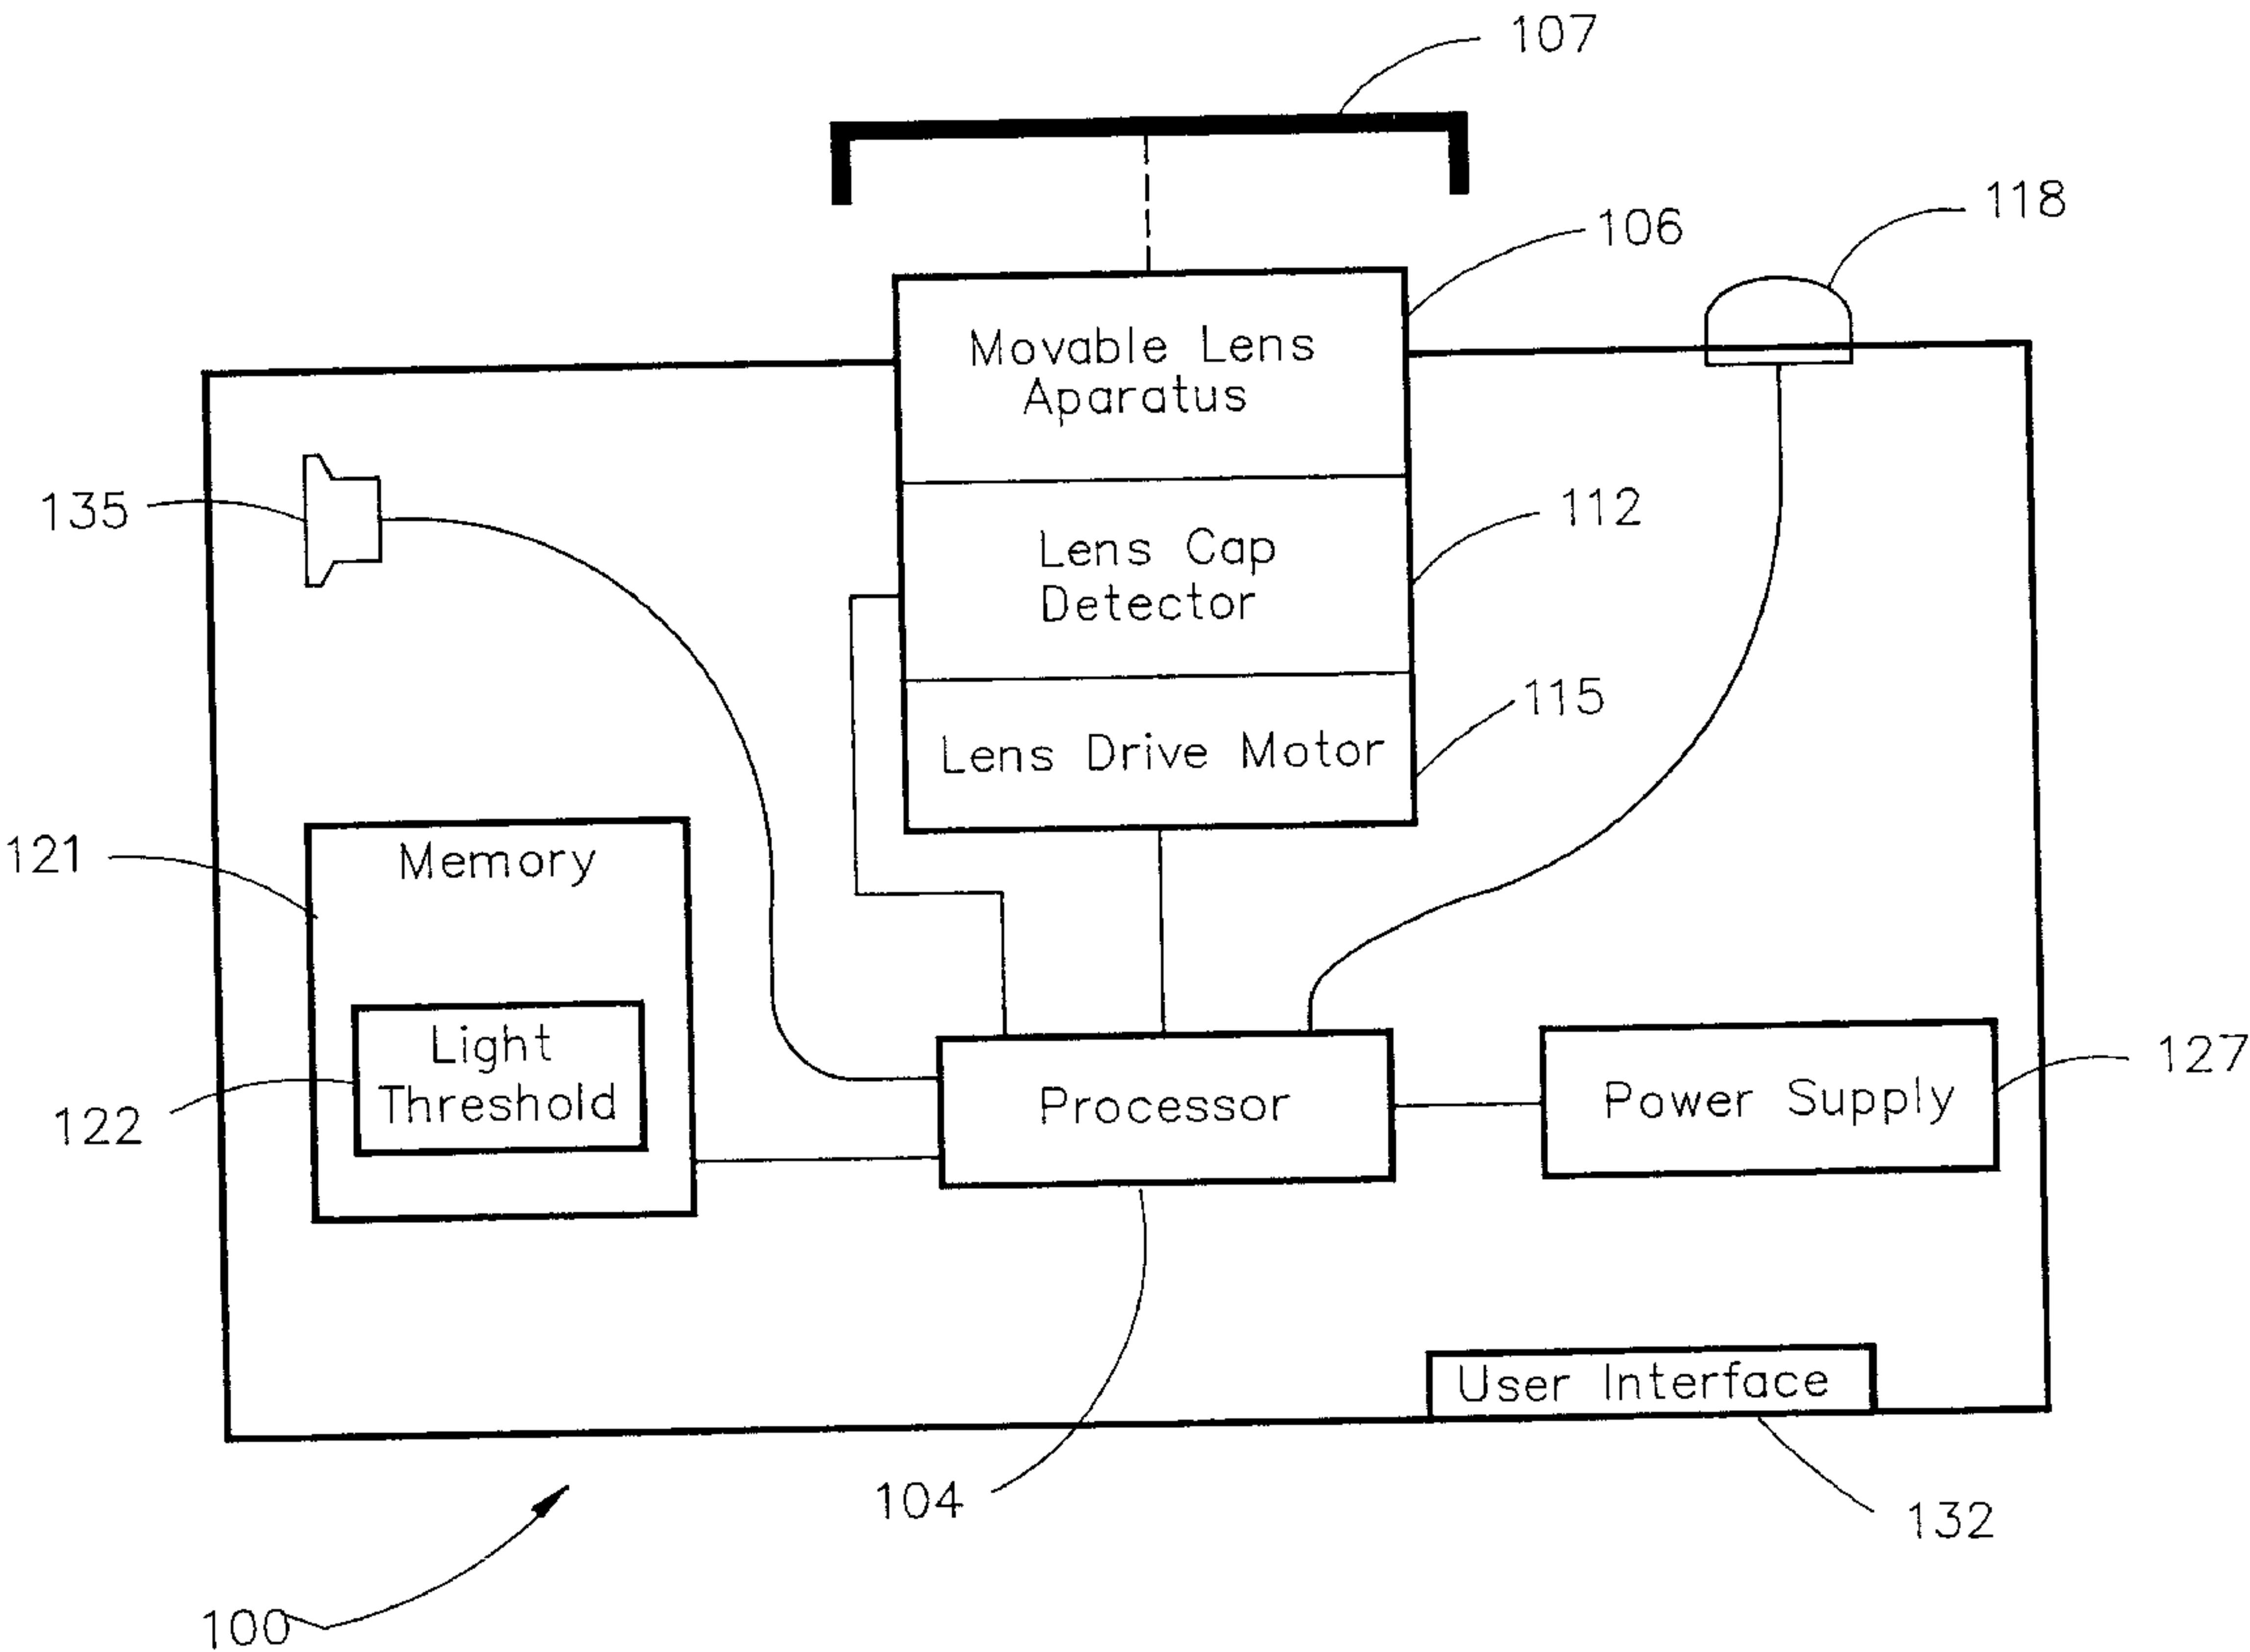 107
118
106
Movable Lens
Aparatus
135
112
Lens Cap
Detector
115
Lens Drive Motor
121
Memory
Light
Threshold
122
Processor
Power Supply
127
User Interface
104
132
100